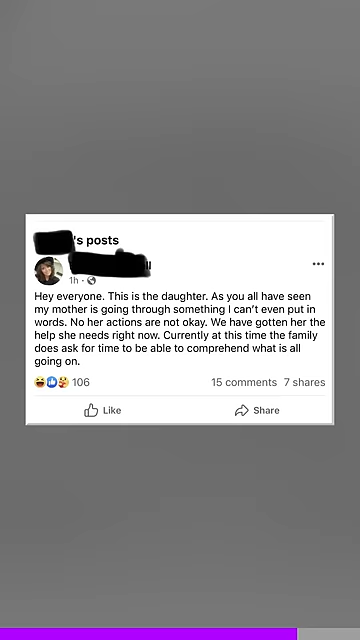 's posts
1h ·
Hey everyone. This is the daughter. As you all have seen
my mother is going through something I can't even put in
words. No her actions are not okay. We have gotten her the
help she needs right now. Currently at this time the family
does ask for time to be able to comprehend what is all
going on.
106 15 comments 7 shares
Like Share